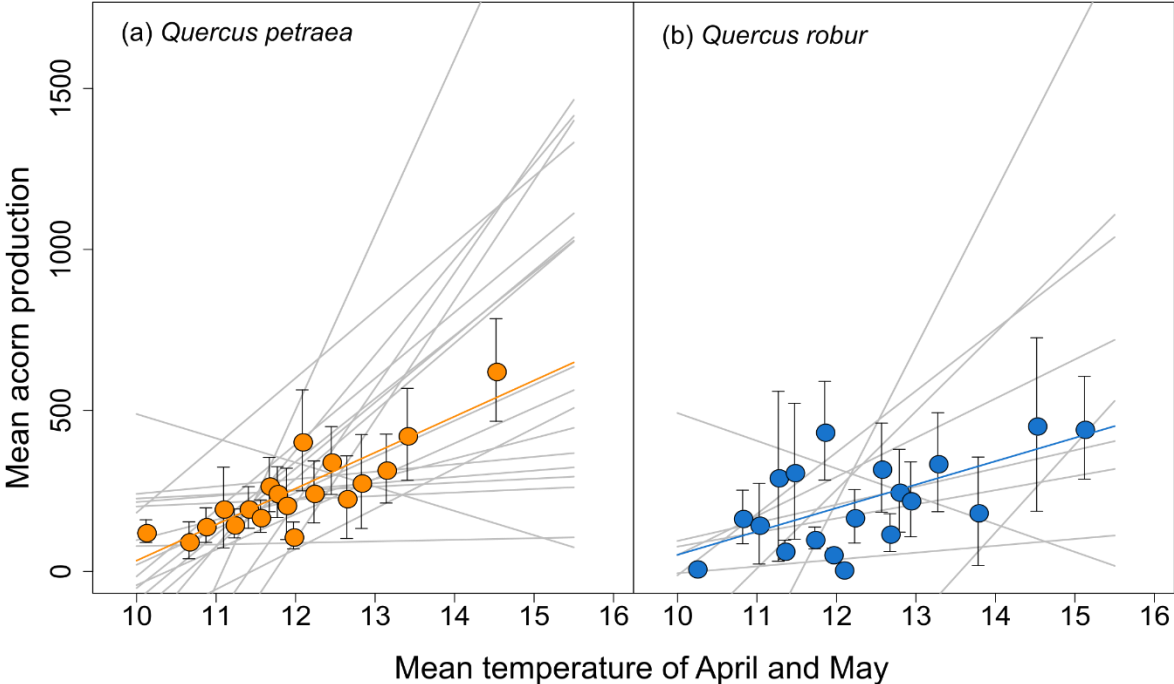 (a) Quercus petraea
(b) Quercus robur
1500
1000
500
0
Mean acorn production
10 11 12 13 14 15 16
10 11 12 13 14 15 16
Mean temperature of April and May